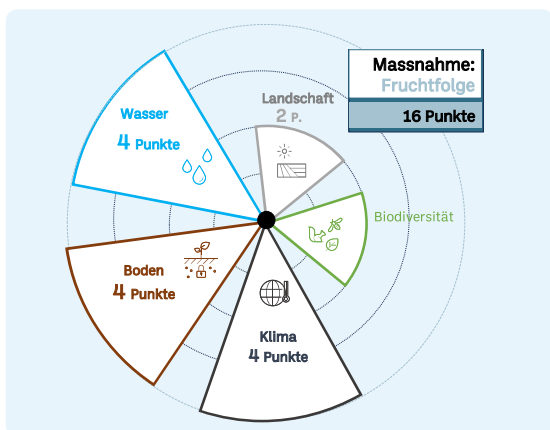 Massnahme:
Fruchtfolge
16 Punkte
Landschaft
2 P.
Wasser
4 Punkte
Biodiversität
Boden
4 Punkte
Klima
4 Punkte